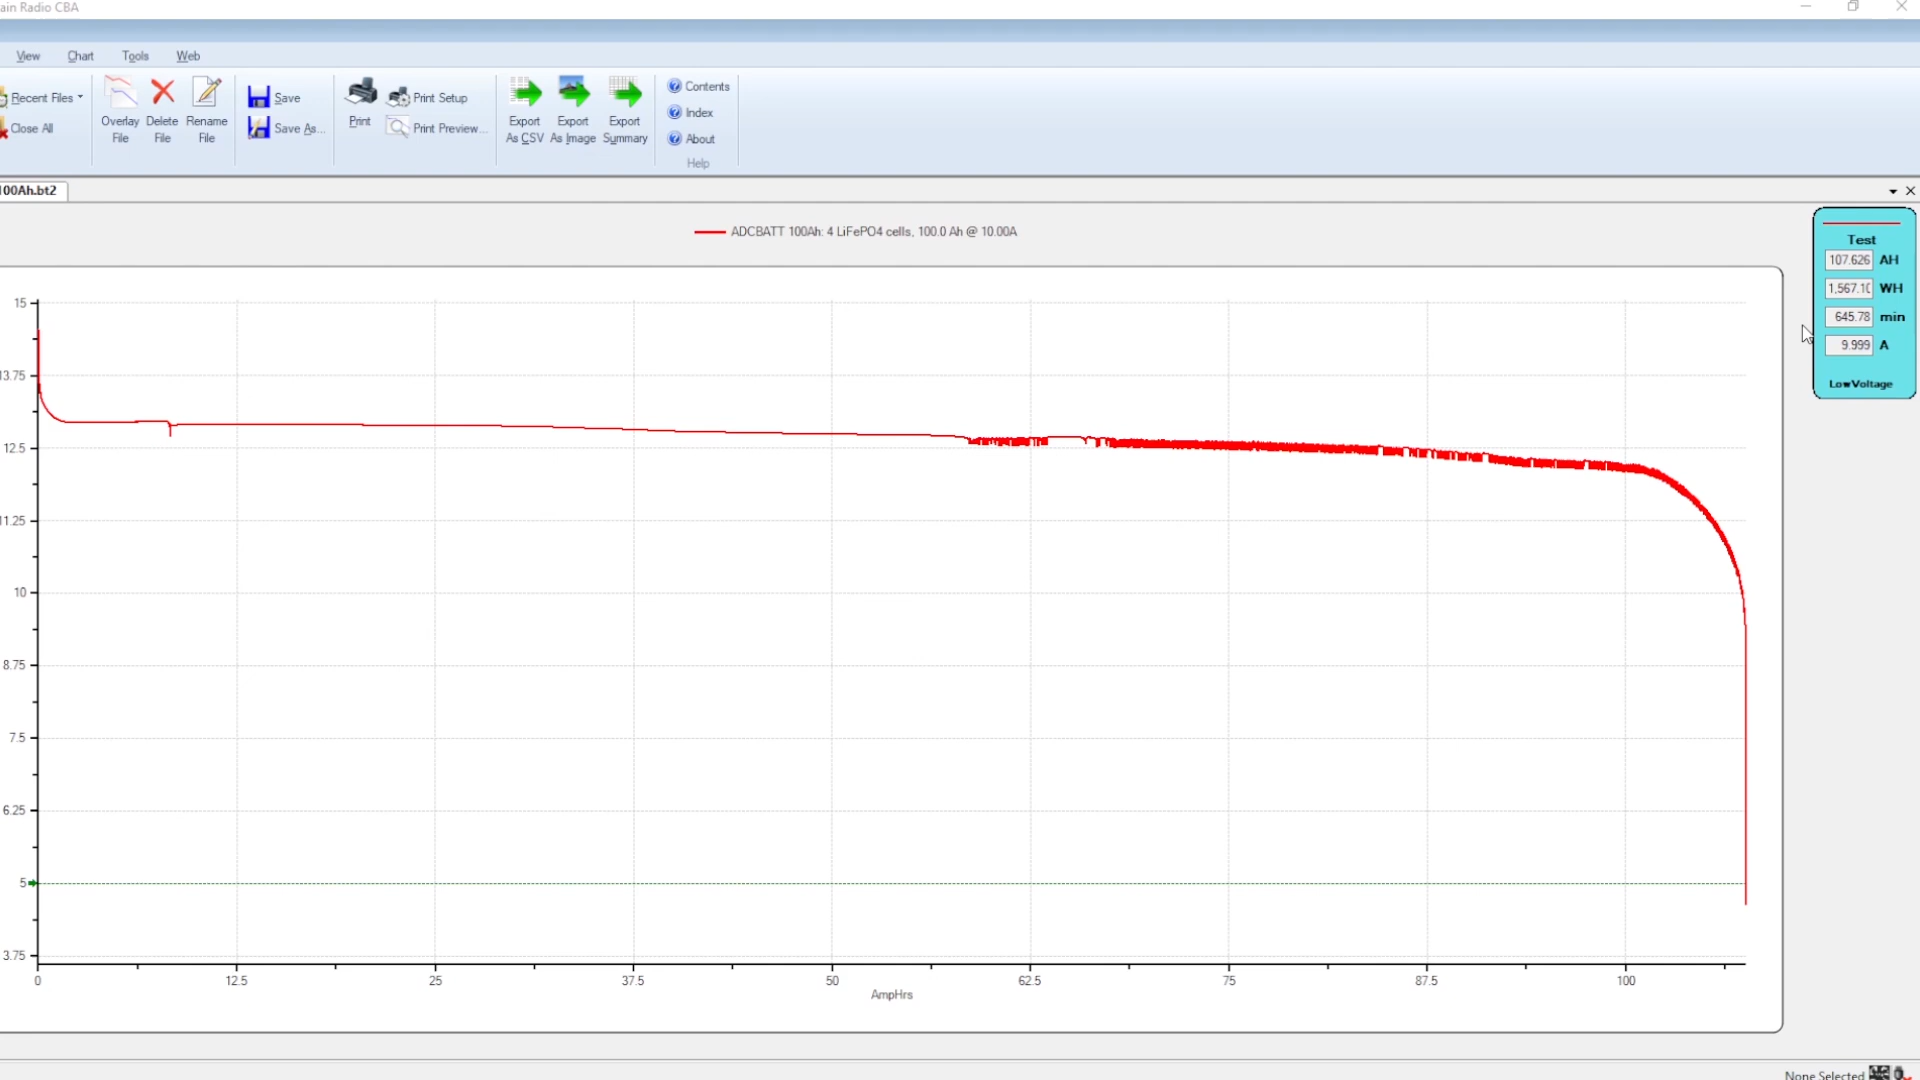 ain Radio CBA
View Chart Tools Web
Recent Files
Close All
Overlay File
Delete File
Rename File
Save
Save As...
Print
Print Setup
Print Preview...
Export As CSV
Export As Image
Export Summary
Contents
Index
About
Help
100Ah.bt2
ADCBATT 100Ah: 4 LiFePO4 cells, 100.0 Ah @ 10.00A
Test
107.626 AH
1,567.10 WH
645.78 min
9.999 A
LowVoltage
15
13.75
12.5
11.25
10
8.75
7.5
6.25
5
3.75
0 12.5 25 37.5 50 62.5 75 87.5 100
AmpHrs
None Selected